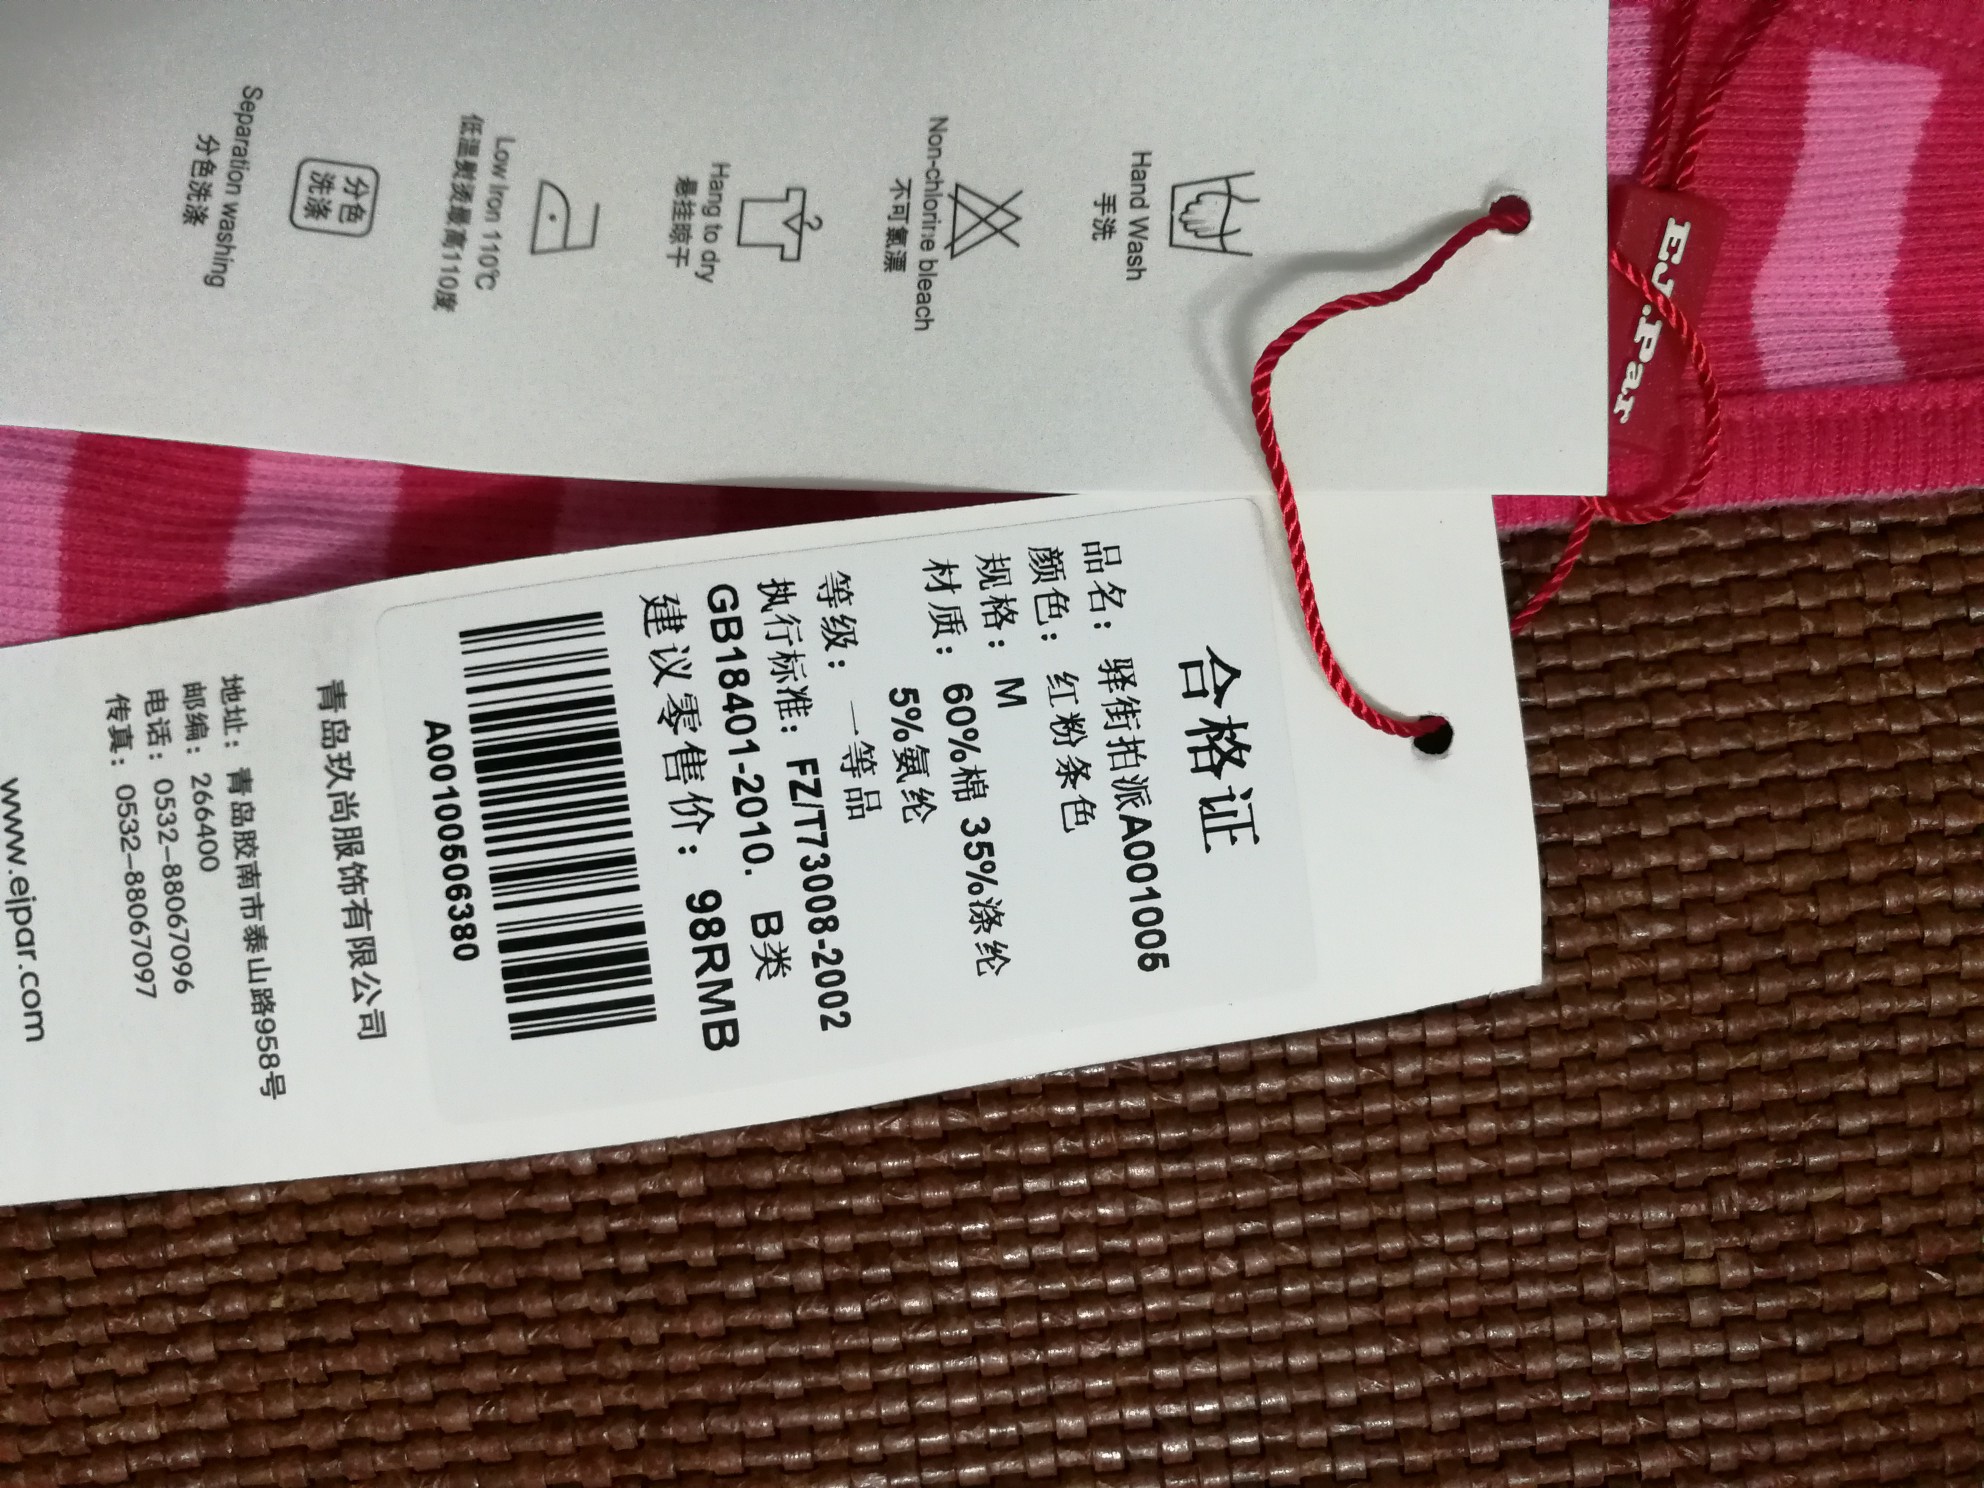 EJ.Par
Hand Wash
手洗
Non-chlorine bleach
不可氯漂
Hang to dry
悬挂晾干
Low Iron 110℃
低温熨烫最高110度
分色
洗涤
Separation washing
分色洗涤
合格证
品名: 驿街拍派A001005
颜色: 红粉条色
规格: M
材质: 60%棉 35%涤纶
5%氨纶
等级: 一等品
执行标准: FZ/T73008-2002
GB18401-2010. B类
建议零售价: 98RMB
A00100506380
青岛玖尚服饰有限公司
地址: 青岛胶南市泰山路958号
邮编: 266400
电话: 0532-88067096
传真: 0532-88067097
www.ejpar.com